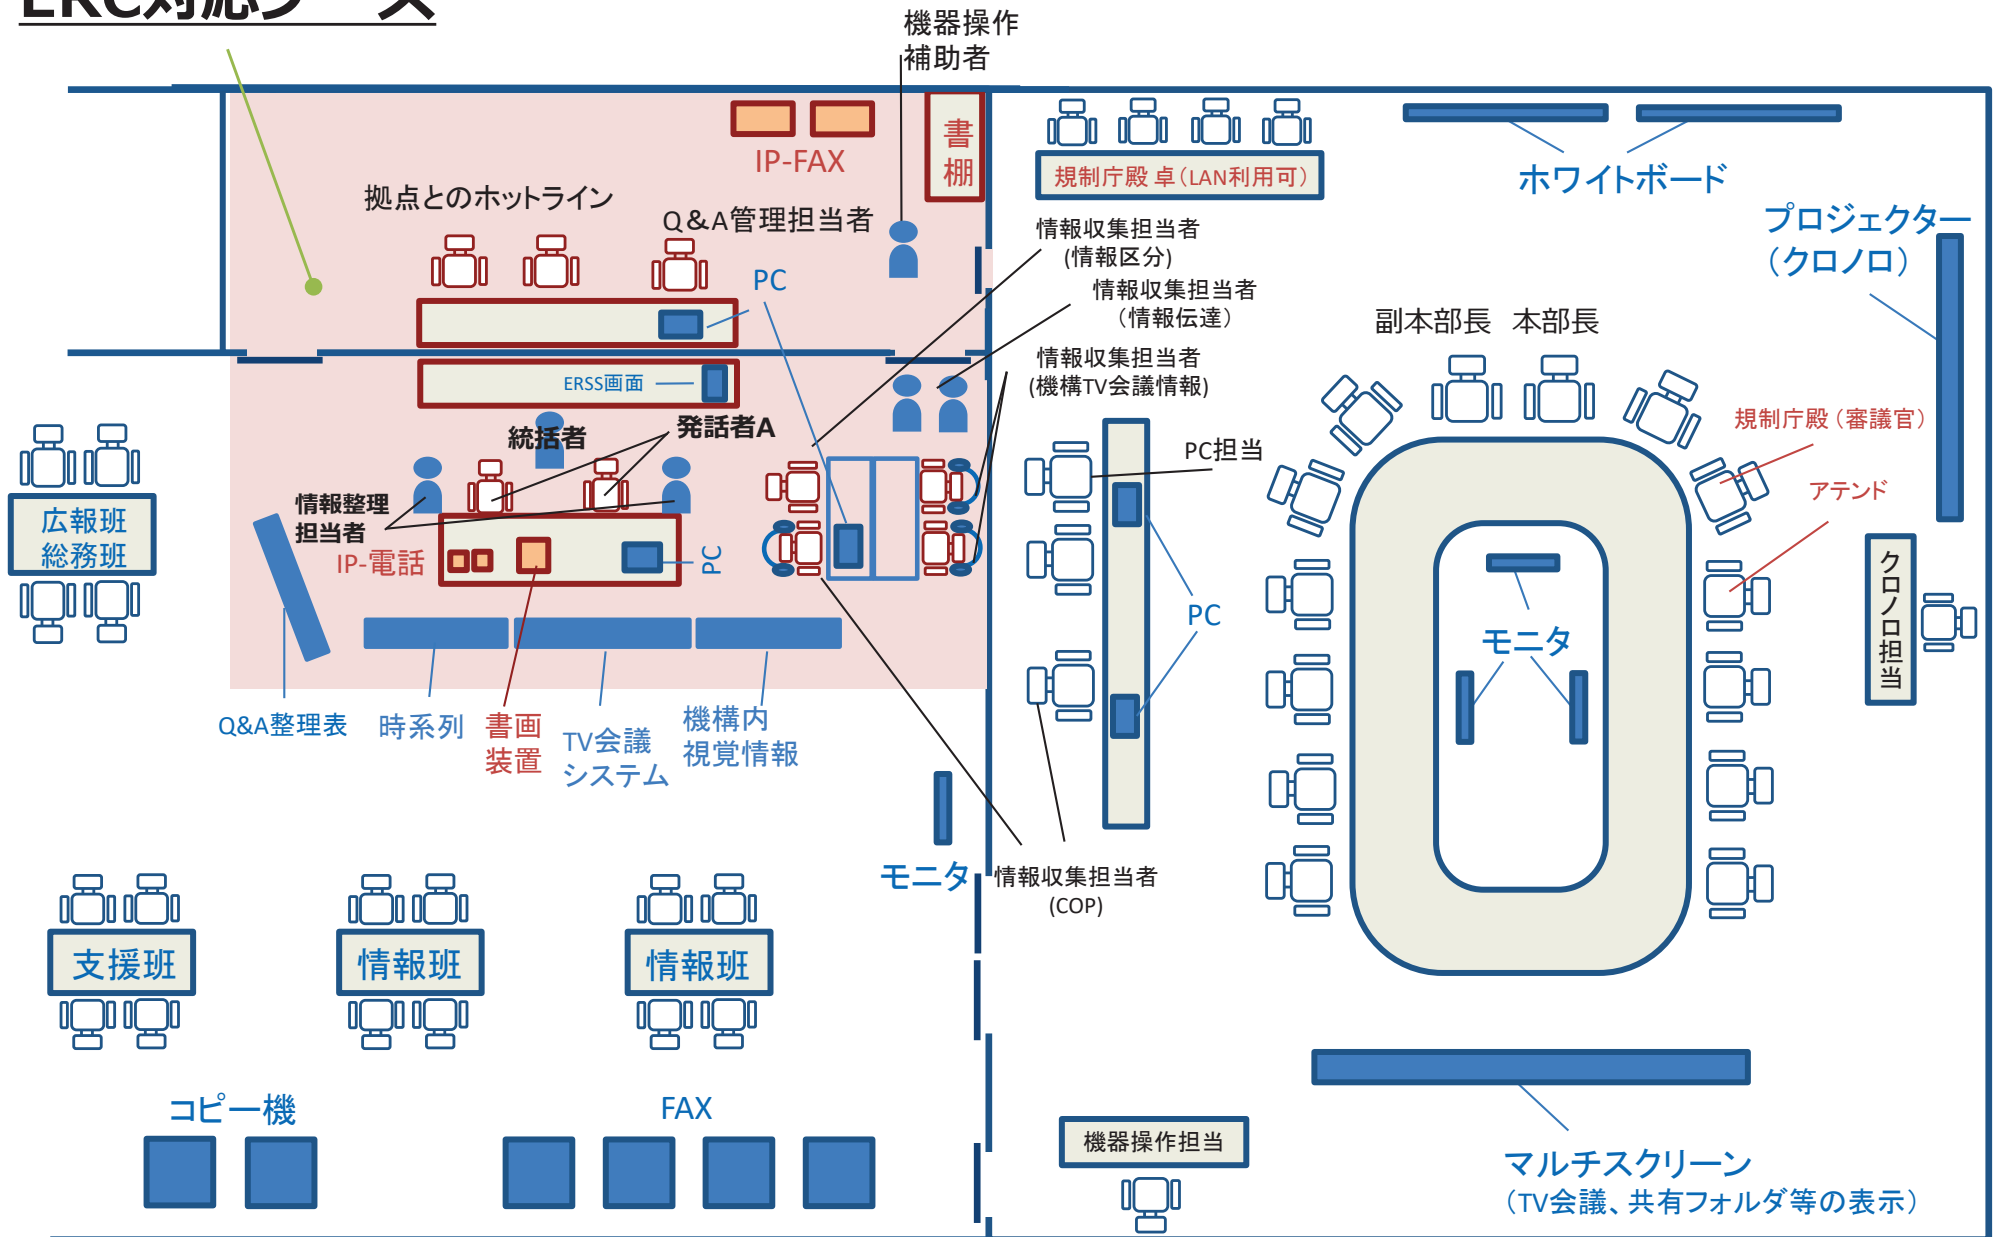 ERC対応ブース
機器操作
補助者
IP-FAX
書
棚
拠点とのホットライン
Q&A管理担当者
PC
規制庁殿 卓（LAN利用可）
ホワイトボード
プロジェクター
（クロノロ）
情報収集担当者
(情報区分)
情報収集担当者
（情報伝達）
情報収集担当者
(機構TV会議情報)
副本部長
本部長
ERSS画面
統括者
発話者A
規制庁殿（審議官）
アテンド
PC担当
情報整理
担当者
IP-電話
PC
広報班
総務班
PC
モニタ
クロノロ担当
Q&A整理表
時系列
書画
装置
TV会議
システム
機構内
視覚情報
モニタ
情報収集担当者
(COP)
支援班
情報班
情報班
コピー機
FAX
機器操作担当
マルチスクリーン
（TV会議、共有フォルダ等の表示）